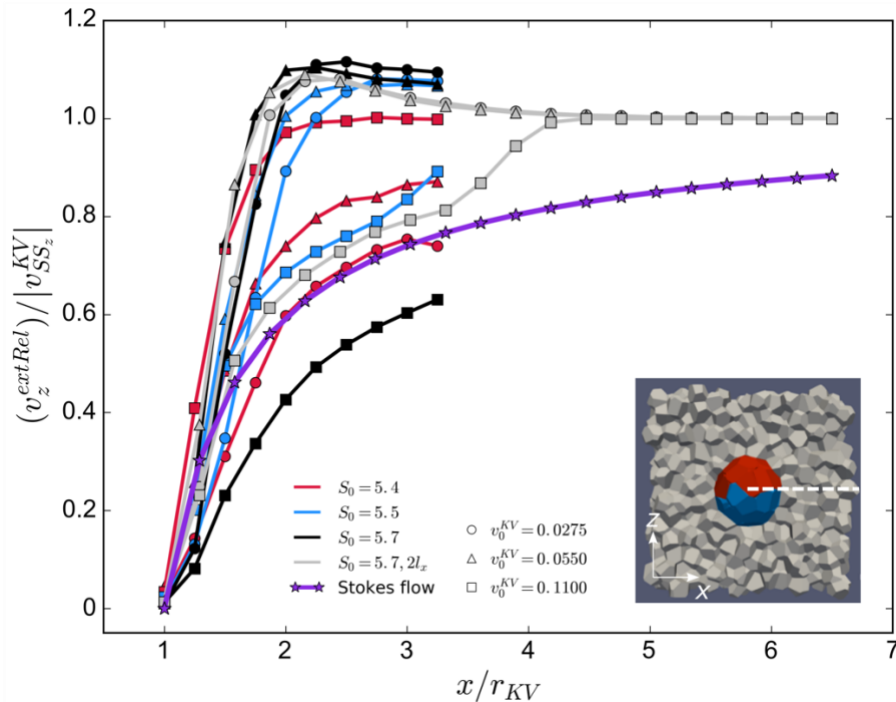 1.2
1.0
0.8
0.6
0.4
0.2
0
(v_z^{extRel})/|v_{SS_z}^{KV}|
S_0 = 5.4
S_0 = 5.5
S_0 = 5.7
S_0 = 5.7, 2l_x
Stokes flow
v_0^{KV} = 0.0275
v_0^{KV} = 0.0550
v_0^{KV} = 0.1100
Z
X
1 2 3 4 5 6 7
x/r_{KV}